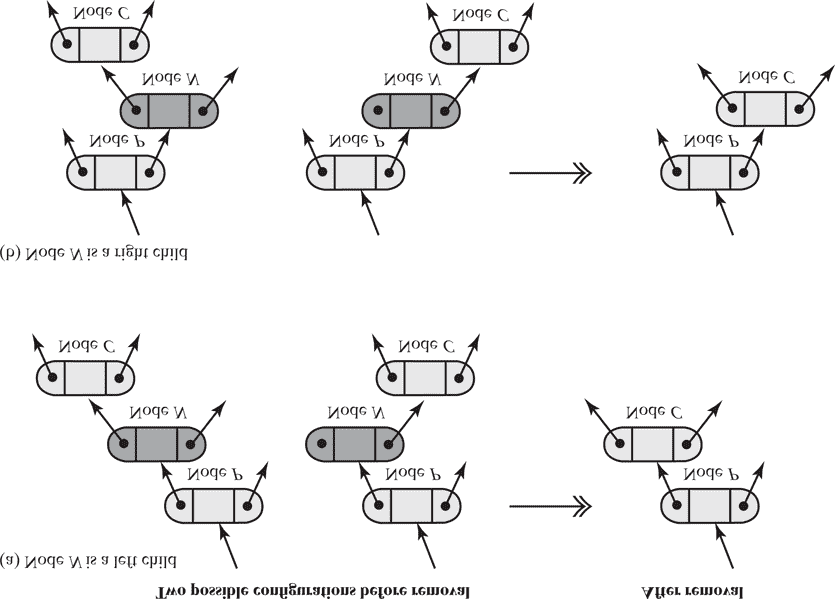 Two possible configurations before removal
After removal
(a) Node N is a left child
Node P
Node P
Node P
Node N
Node N
Node C
Node C
Node C
(b) Node N is a right child
Node P
Node P
Node P
Node N
Node N
Node C
Node C
Node C